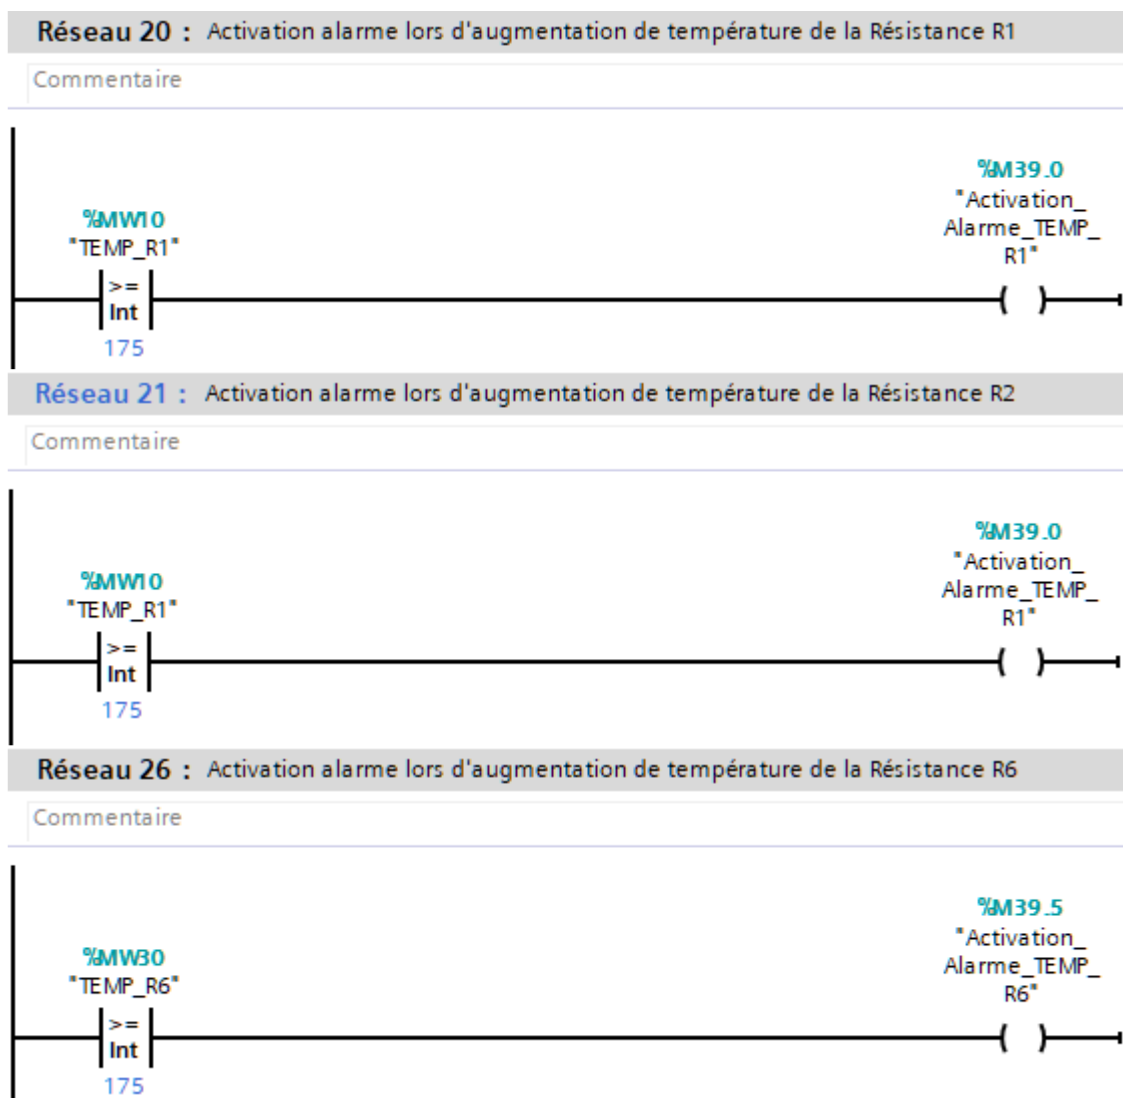 Réseau 20 : Activation alarme lors d'augmentation de température de la Résistance R1
Commentaire
%M39.0
"Activation_
Alarme_TEMP_
R1"
%MW10
"TEMP_R1"
>=
Int
175
Réseau 21 : Activation alarme lors d'augmentation de température de la Résistance R2
Commentaire
%M39.0
"Activation_
Alarme_TEMP_
R1"
%MW10
"TEMP_R1"
>=
Int
175
Réseau 26 : Activation alarme lors d'augmentation de température de la Résistance R6
Commentaire
%M39.5
"Activation_
Alarme_TEMP_
R6"
%MW30
"TEMP_R6"
>=
Int
175